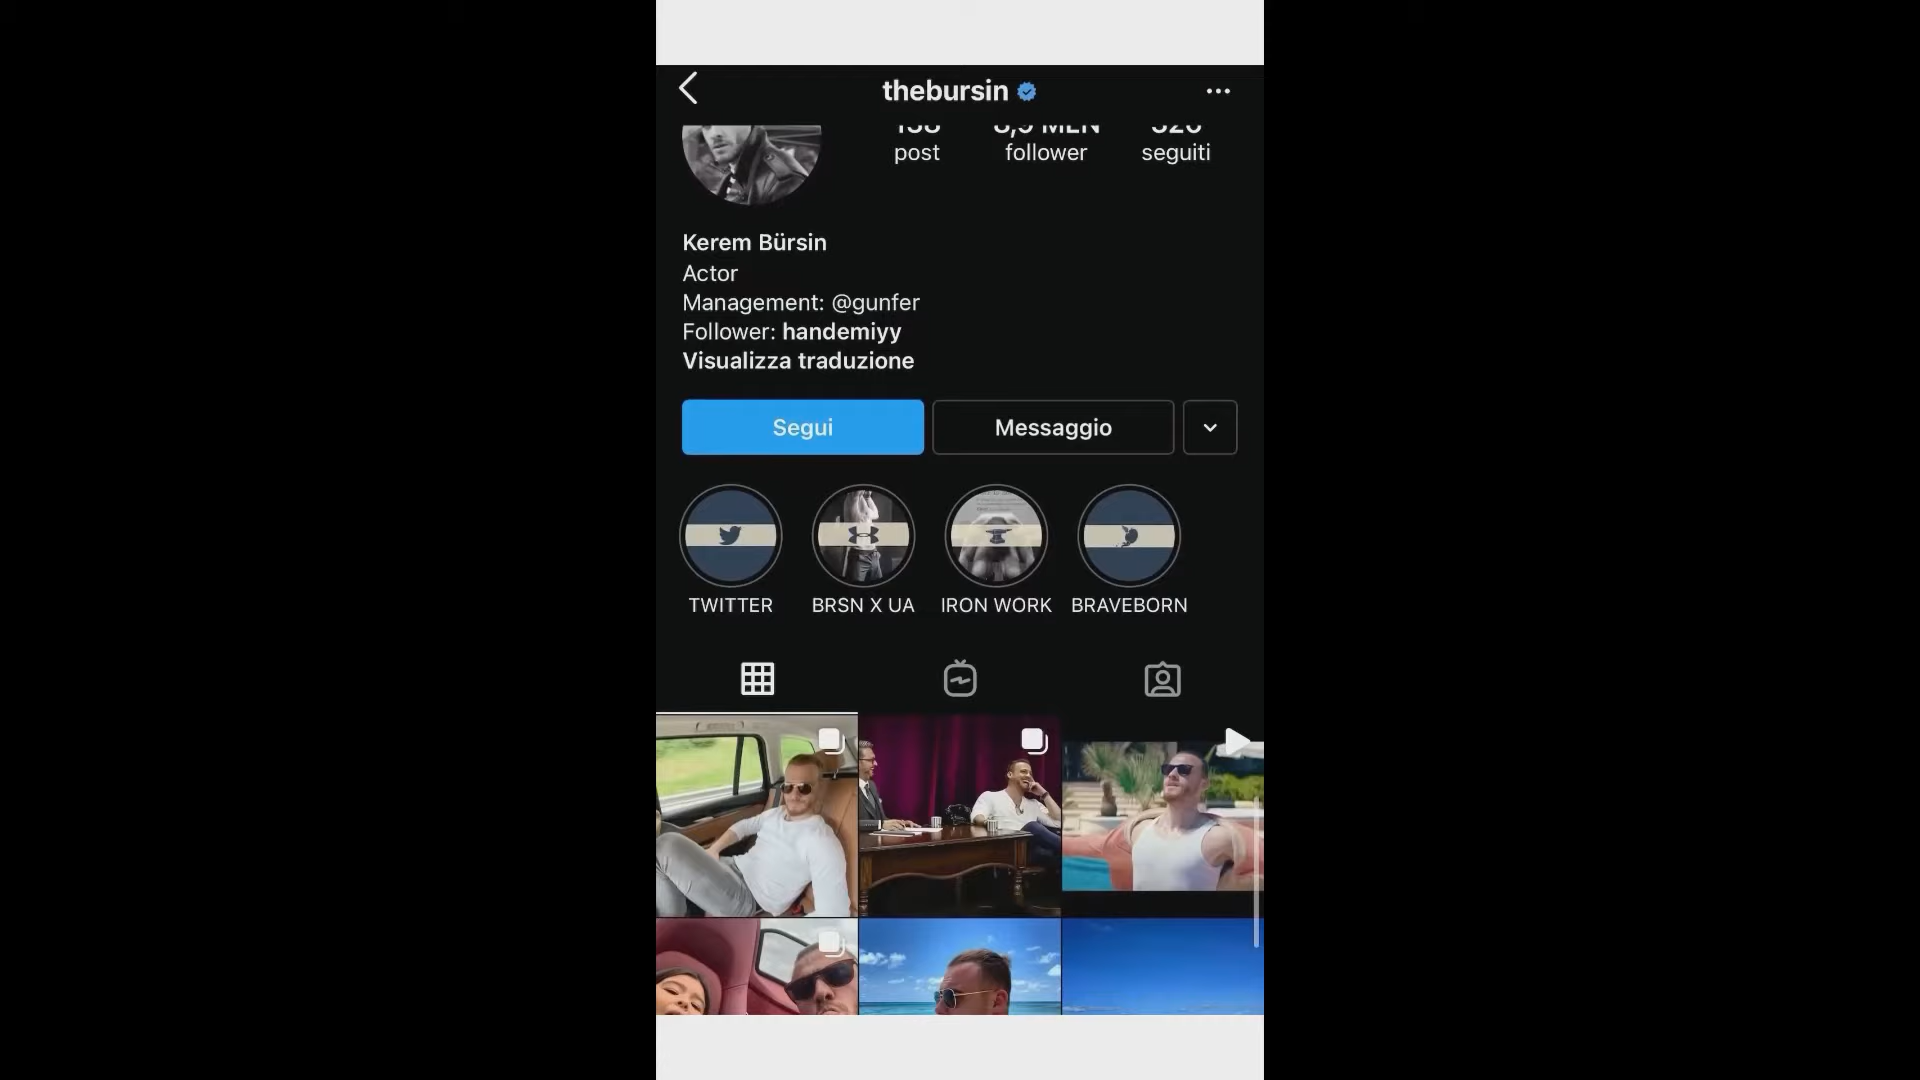 thebursin
post follower seguiti
Kerem Bürsin
Actor
Management: @gunfer
Follower: handemiyy
Visualizza traduzione
Segui Messaggio
TWITTER BRSN X UA IRON WORK BRAVEBORN